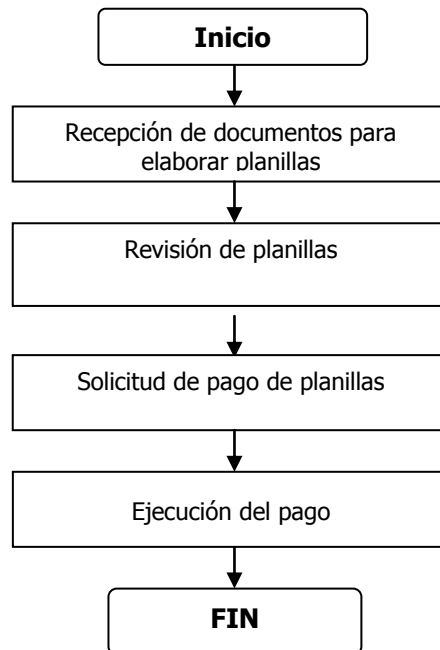 Inicio
Recepción de documentos para
elaborar planillas
Revisión de planillas
Solicitud de pago de planillas
Ejecución del pago
FIN